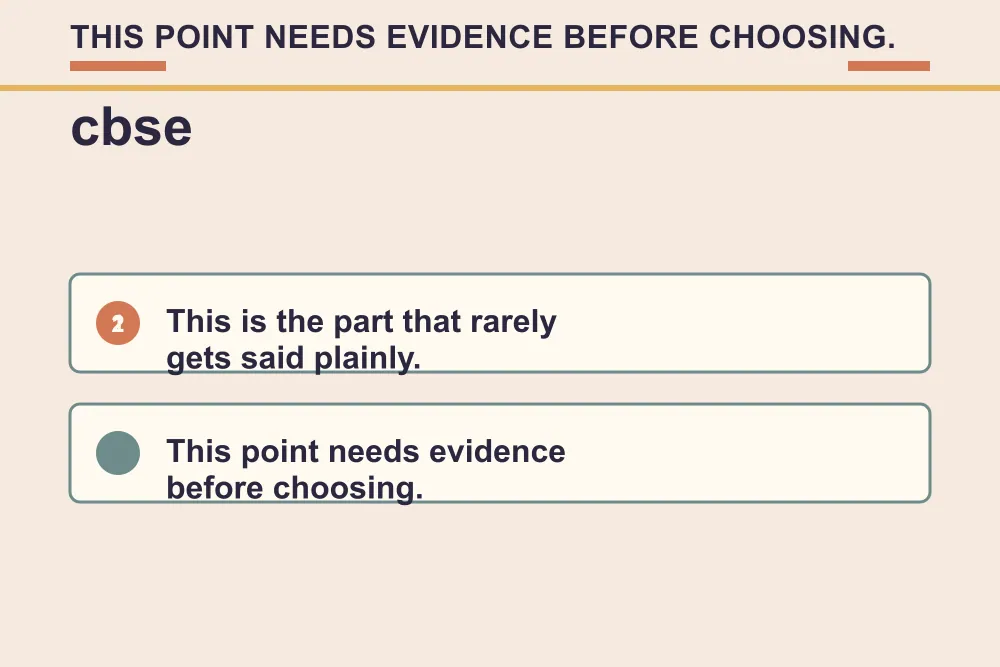 THIS POINT NEEDS EVIDENCE BEFORE CHOOSING.
cbse
2
This is the part that rarely
gets said plainly.
This point needs evidence
before choosing.